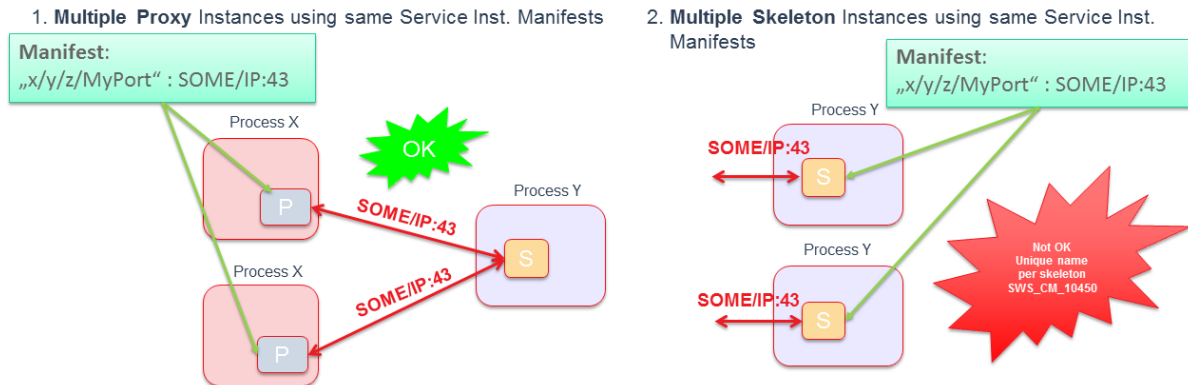 1. Multiple Proxy Instances using same Service Inst. Manifests
Manifest:
„x/y/z/MyPort“ : SOME/IP:43
Process X
P
OK
SOME/IP:43
Process Y
S
Process X
SOME/IP:43
P
2. Multiple Skeleton Instances using same Service Inst.
Manifests
Manifest:
„x/y/z/MyPort“ : SOME/IP:43
Process Y
SOME/IP:43
S
Process Y
SOME/IP:43
S
Not OK
Unique name
per skeleton
SWS_CM_10450